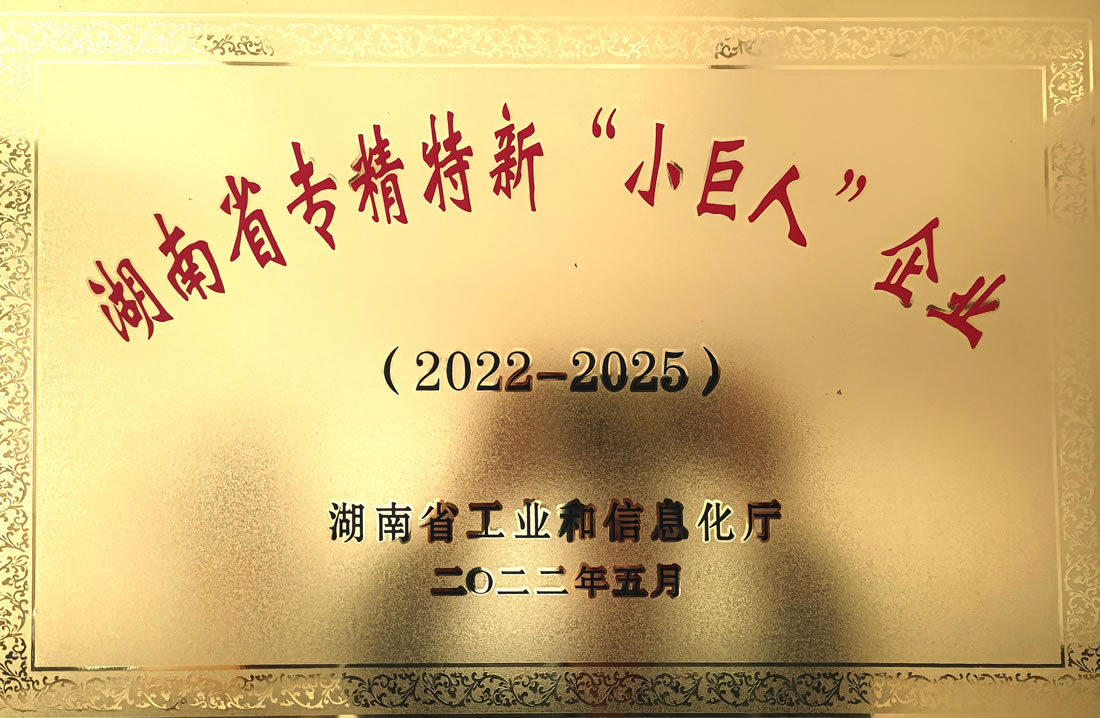 湖南省专精特新“小巨人”企业
（2022-2025）
湖南省工业和信息化厅
二〇二二年五月